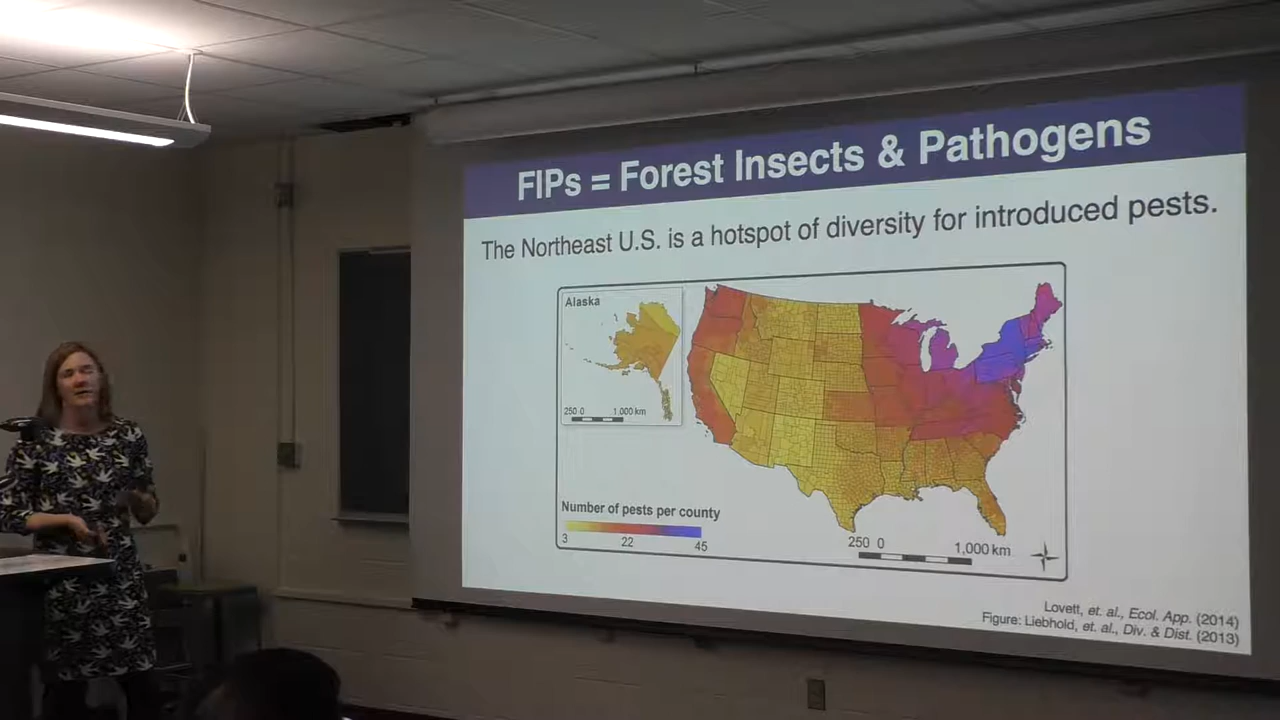 FIPs = Forest Insects & Pathogens
The Northeast U.S. is a hotspot of diversity for introduced pests.
Alaska
250 0 1,000 km
Number of pests per county
3 22 45
250 0 1,000 km
Lovett, et. al., Ecol. App. (2014)
Figure: Liebhold, et. al., Div. & Dist. (2013)